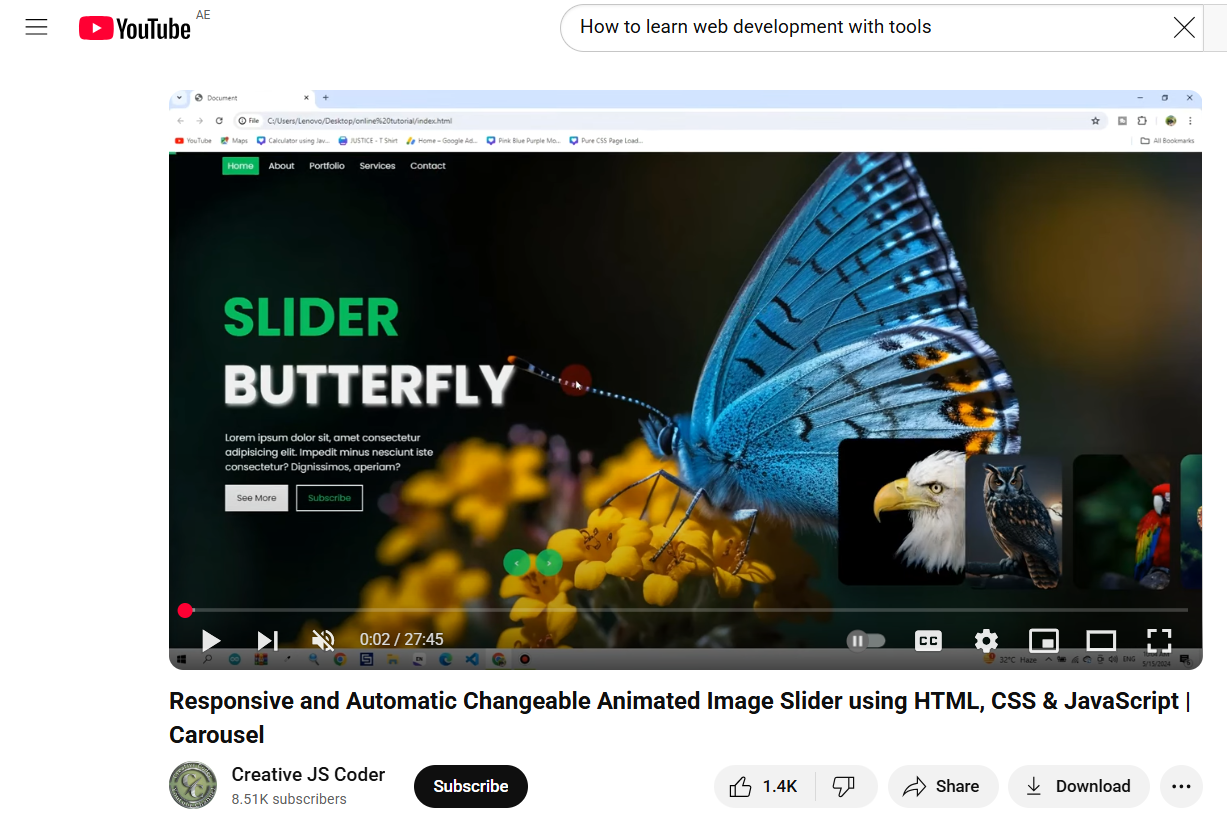 YouTube AE
How to learn web development with tools
Document
File C:/Users/Lenovo/Desktop/online%20tutorial/index.html
YouTube Maps Calculator using Jav... JUSTICE - T Shirt Home – Google Ad... Pink Blue Purple Mo... Pure CSS Page Load... All Bookmarks
Home About Portfolio Services Contact
SLIDER
BUTTERFLY
Lorem ipsum dolor sit, amet consectetur
adipisicing elit. Impedit minus nesciunt iste
consectetur? Dignissimos, aperiam?
See More Subscribe
0:02 / 27:45 CC
32°C Haze ENG
5/15/2024
Responsive and Automatic Changeable Animated Image Slider using HTML, CSS & JavaScript |
Carousel
Creative JS Coder
8.51K subscribers
Subscribe 1.4K Share Download